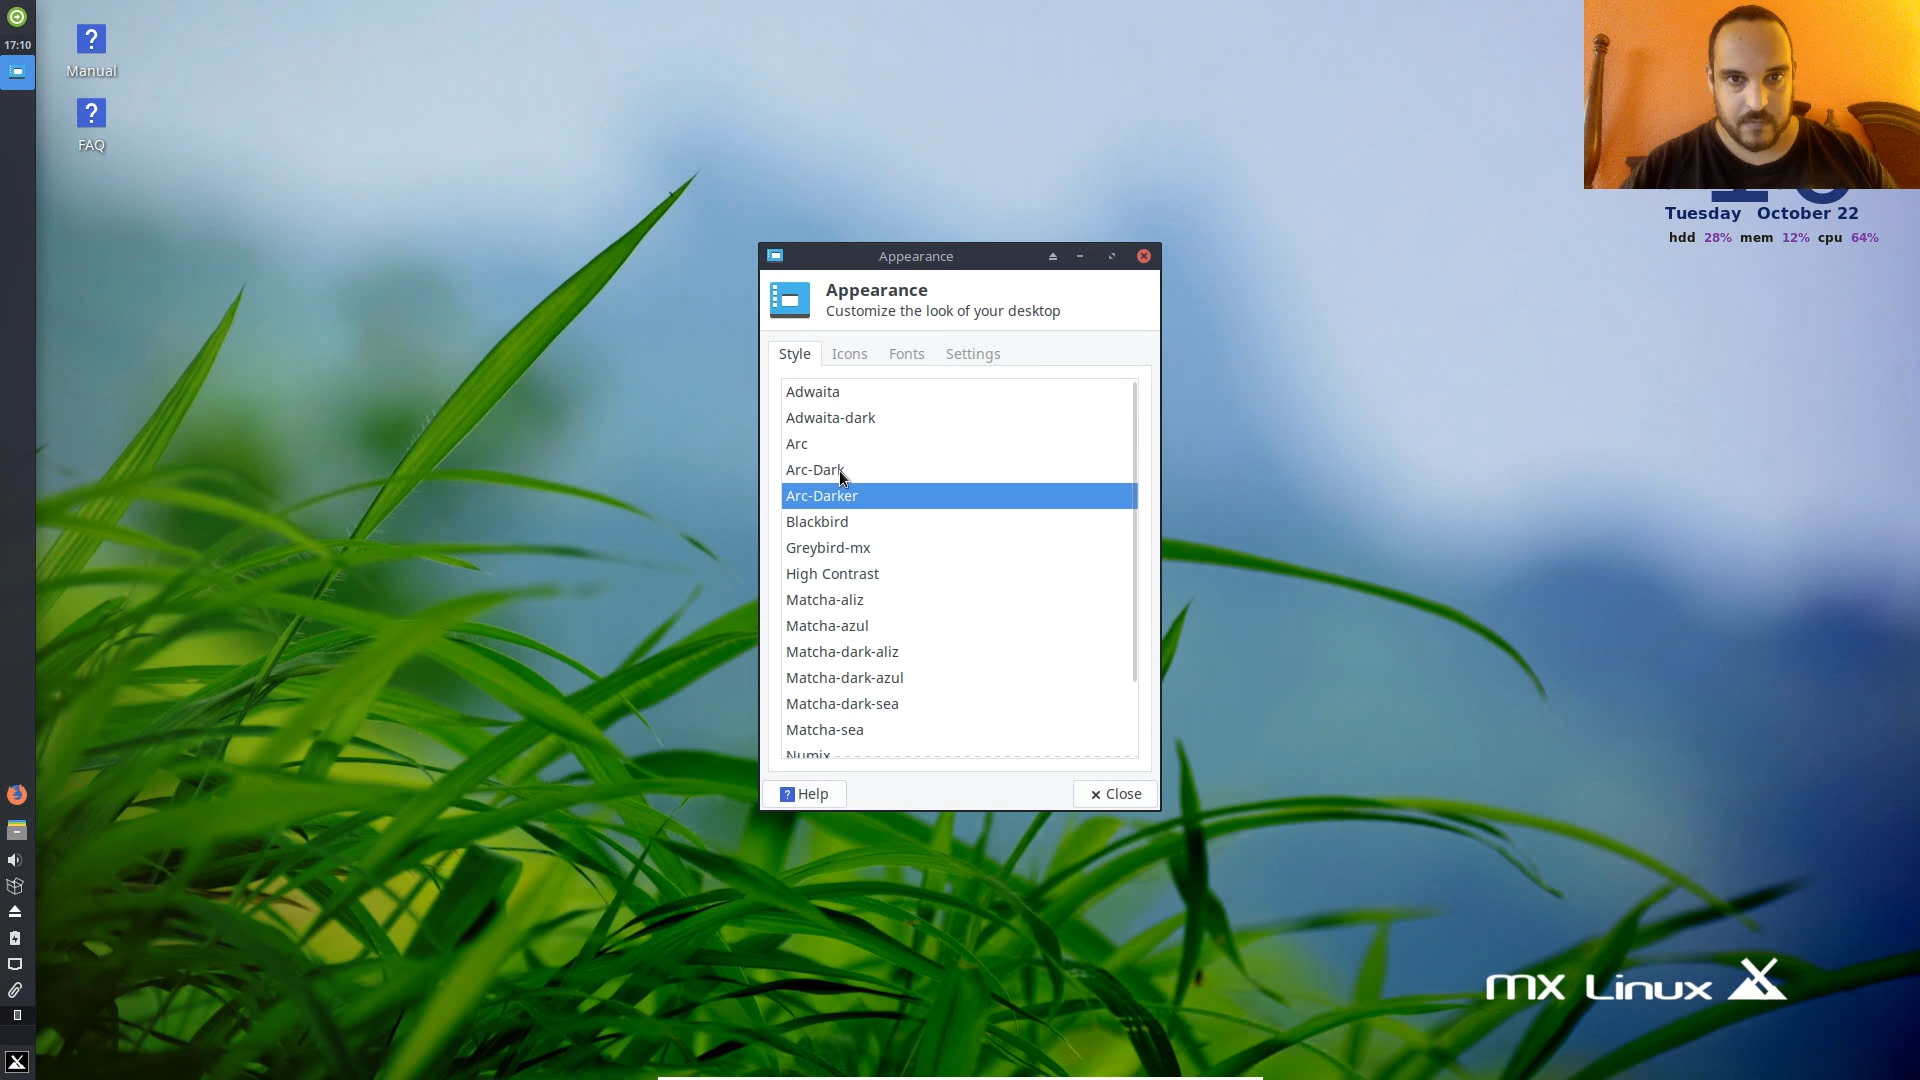 17:10
Manual
FAQ
Tuesday October 22
hdd 28% mem 12% cpu 64%
Appearance
Appearance
Customize the look of your desktop
Style Icons Fonts Settings
Adwaita
Adwaita-dark
Arc
Arc-Dark
Arc-Darker
Blackbird
Greybird-mx
High Contrast
Matcha-aliz
Matcha-azul
Matcha-dark-aliz
Matcha-dark-azul
Matcha-dark-sea
Matcha-sea
Numix
? Help × Close
mx Linux